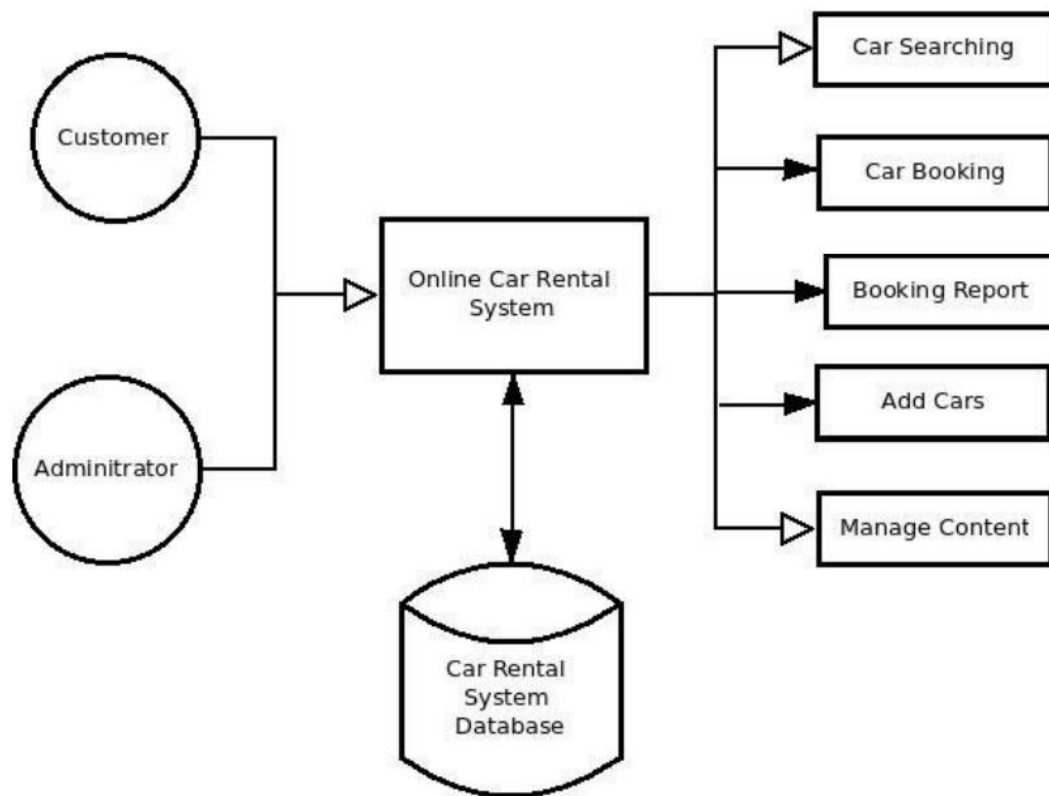 Customer
Adminitrator
Online Car Rental
System
Car Rental
System
Database
Car Searching
Car Booking
Booking Report
Add Cars
Manage Content